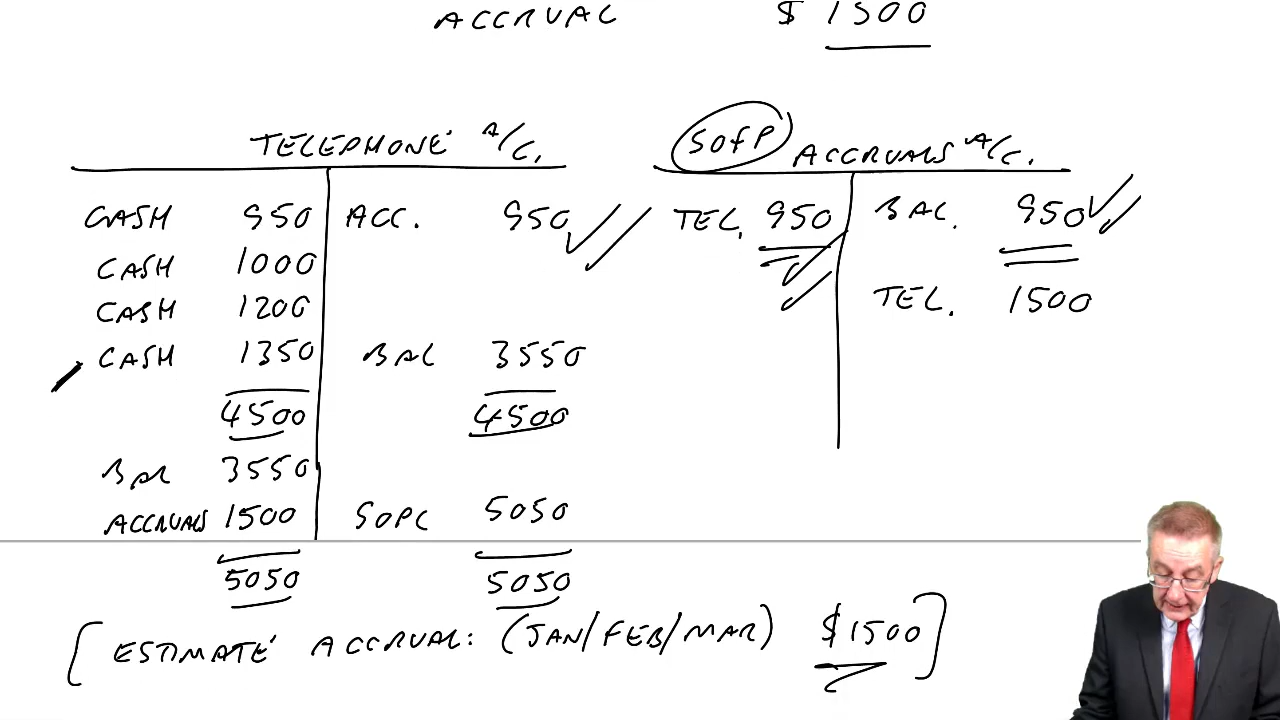 ACCRUAL $ 1500
TELEPHONE A/C. SOFP ACCRUALS A/C.
CASH 950 ACC. 950 TEL. 950 BAL. 950
CASH 1000
CASH 1200 TEL. 1500
CASH 1350 BAL 3550
4500 4500
BAL 3550
ACCRUALS 1500 SOPL 5050
5050 5050
[ESTIMATE ACCRUAL: (JAN/FEB/MAR) $1500]